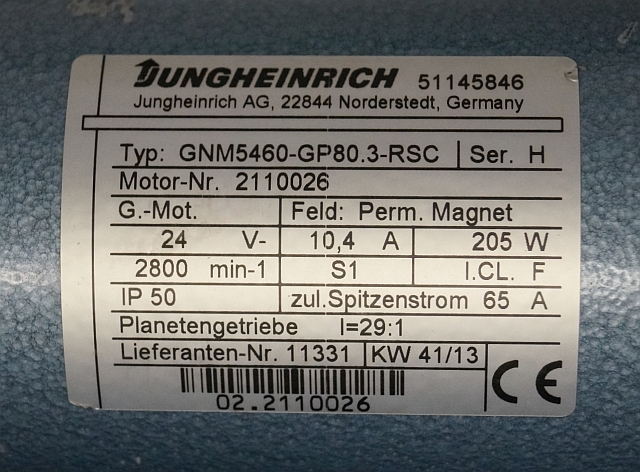 JUNGHEINRICH 51145846
Jungheinrich AG, 22844 Norderstedt, Germany
Typ: GNM5460-GP80.3-RSC Ser. H
Motor-Nr. 2110026
G.-Mot. Feld: Perm. Magnet
24 V- 10,4 A 205 W
2800 min-1 S1 I.CL. F
IP 50 zul.Spitzenstrom 65 A
Planetengetriebe I=29:1
Lieferanten-Nr. 11331 KW 41/13
CE
02.2110026